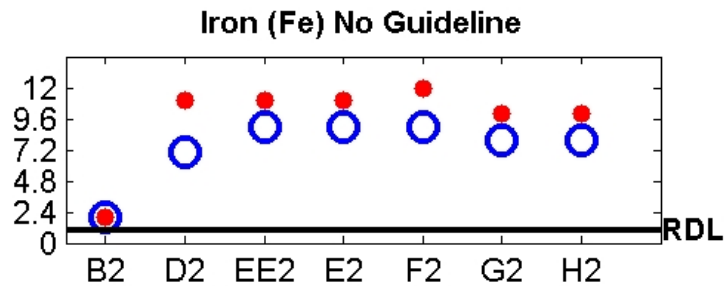 Iron (Fe) No Guideline
12
9.6
7.2
4.8
2.4
0
RDL
B2 D2 EE2 E2 F2 G2 H2